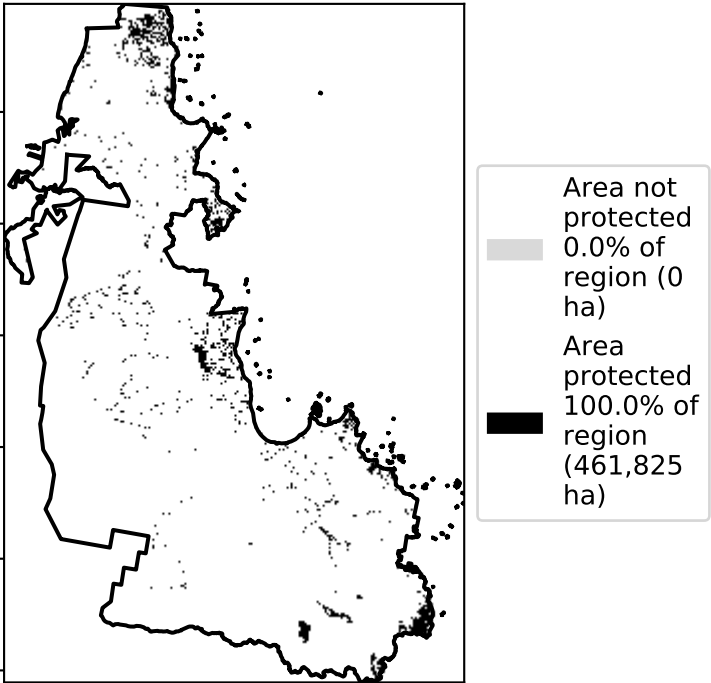 Area not
protected
0.0% of
region (0
ha)
Area
protected
100.0% of
region
(461,825
ha)